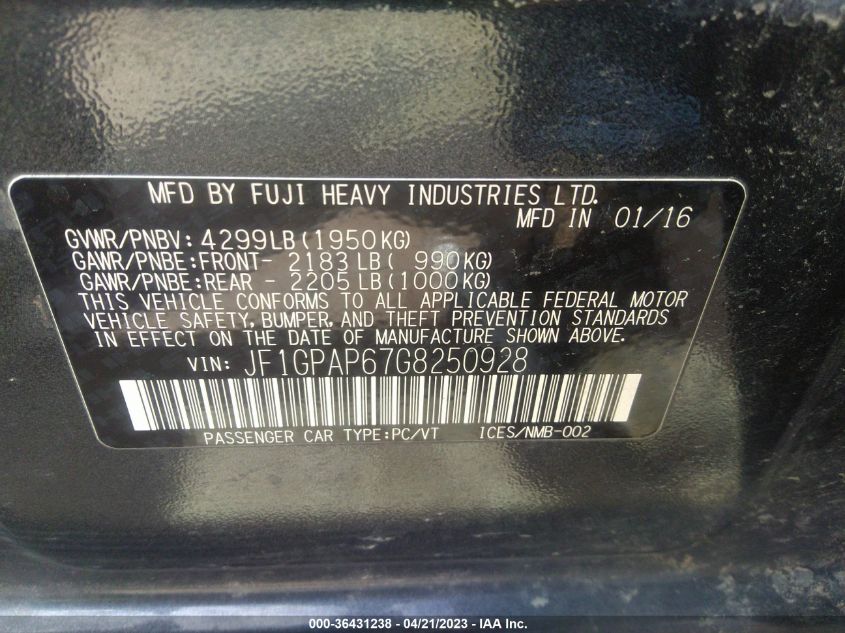 MFD BY FUJI HEAVY INDUSTRIES LTD.
MFD IN 01/16
GVWR/PNBV: 4299LB(1950KG)
GAWR/PNBE:FRONT- 2183LB( 990KG)
GAWR/PNBE:REAR - 2205LB(1000KG)
THIS VEHICLE CONFORMS TO ALL APPLICABLE FEDERAL MOTOR
VEHICLE SAFETY, BUMPER, AND THEFT PREVENTION STANDARDS
IN EFFECT ON THE DATE OF MANUFACTURE SHOWN ABOVE.
VIN: JF1GPAP67G8250928
PASSENGER CAR TYPE:PC/VT ICES/NMB-002
000-36431238 - 04/21/2023 - IAA Inc.